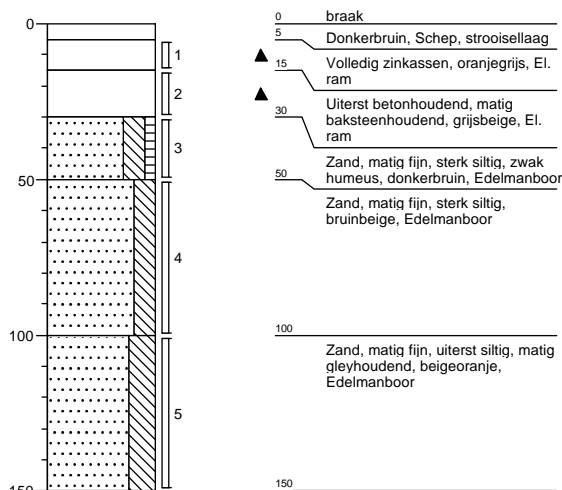 0
50
100
150
1
2
3
4
5
0
braak
5
Donkerbruin, Schep, strooisellaag
15
Volledig zinkassen, oranjegrijs, El.
ram
30
Uiterst betonhoudend, matig
baksteenhoudend, grijsbeige, El.
ram
50
Zand, matig fijn, sterk siltig, zwak
humeus, donkerbruin, Edelmanboor
Zand, matig fijn, sterk siltig,
bruinbeige, Edelmanboor
100
Zand, matig fijn, uiterst siltig, matig
gleyhoudend, beigeoranje,
Edelmanboor
150